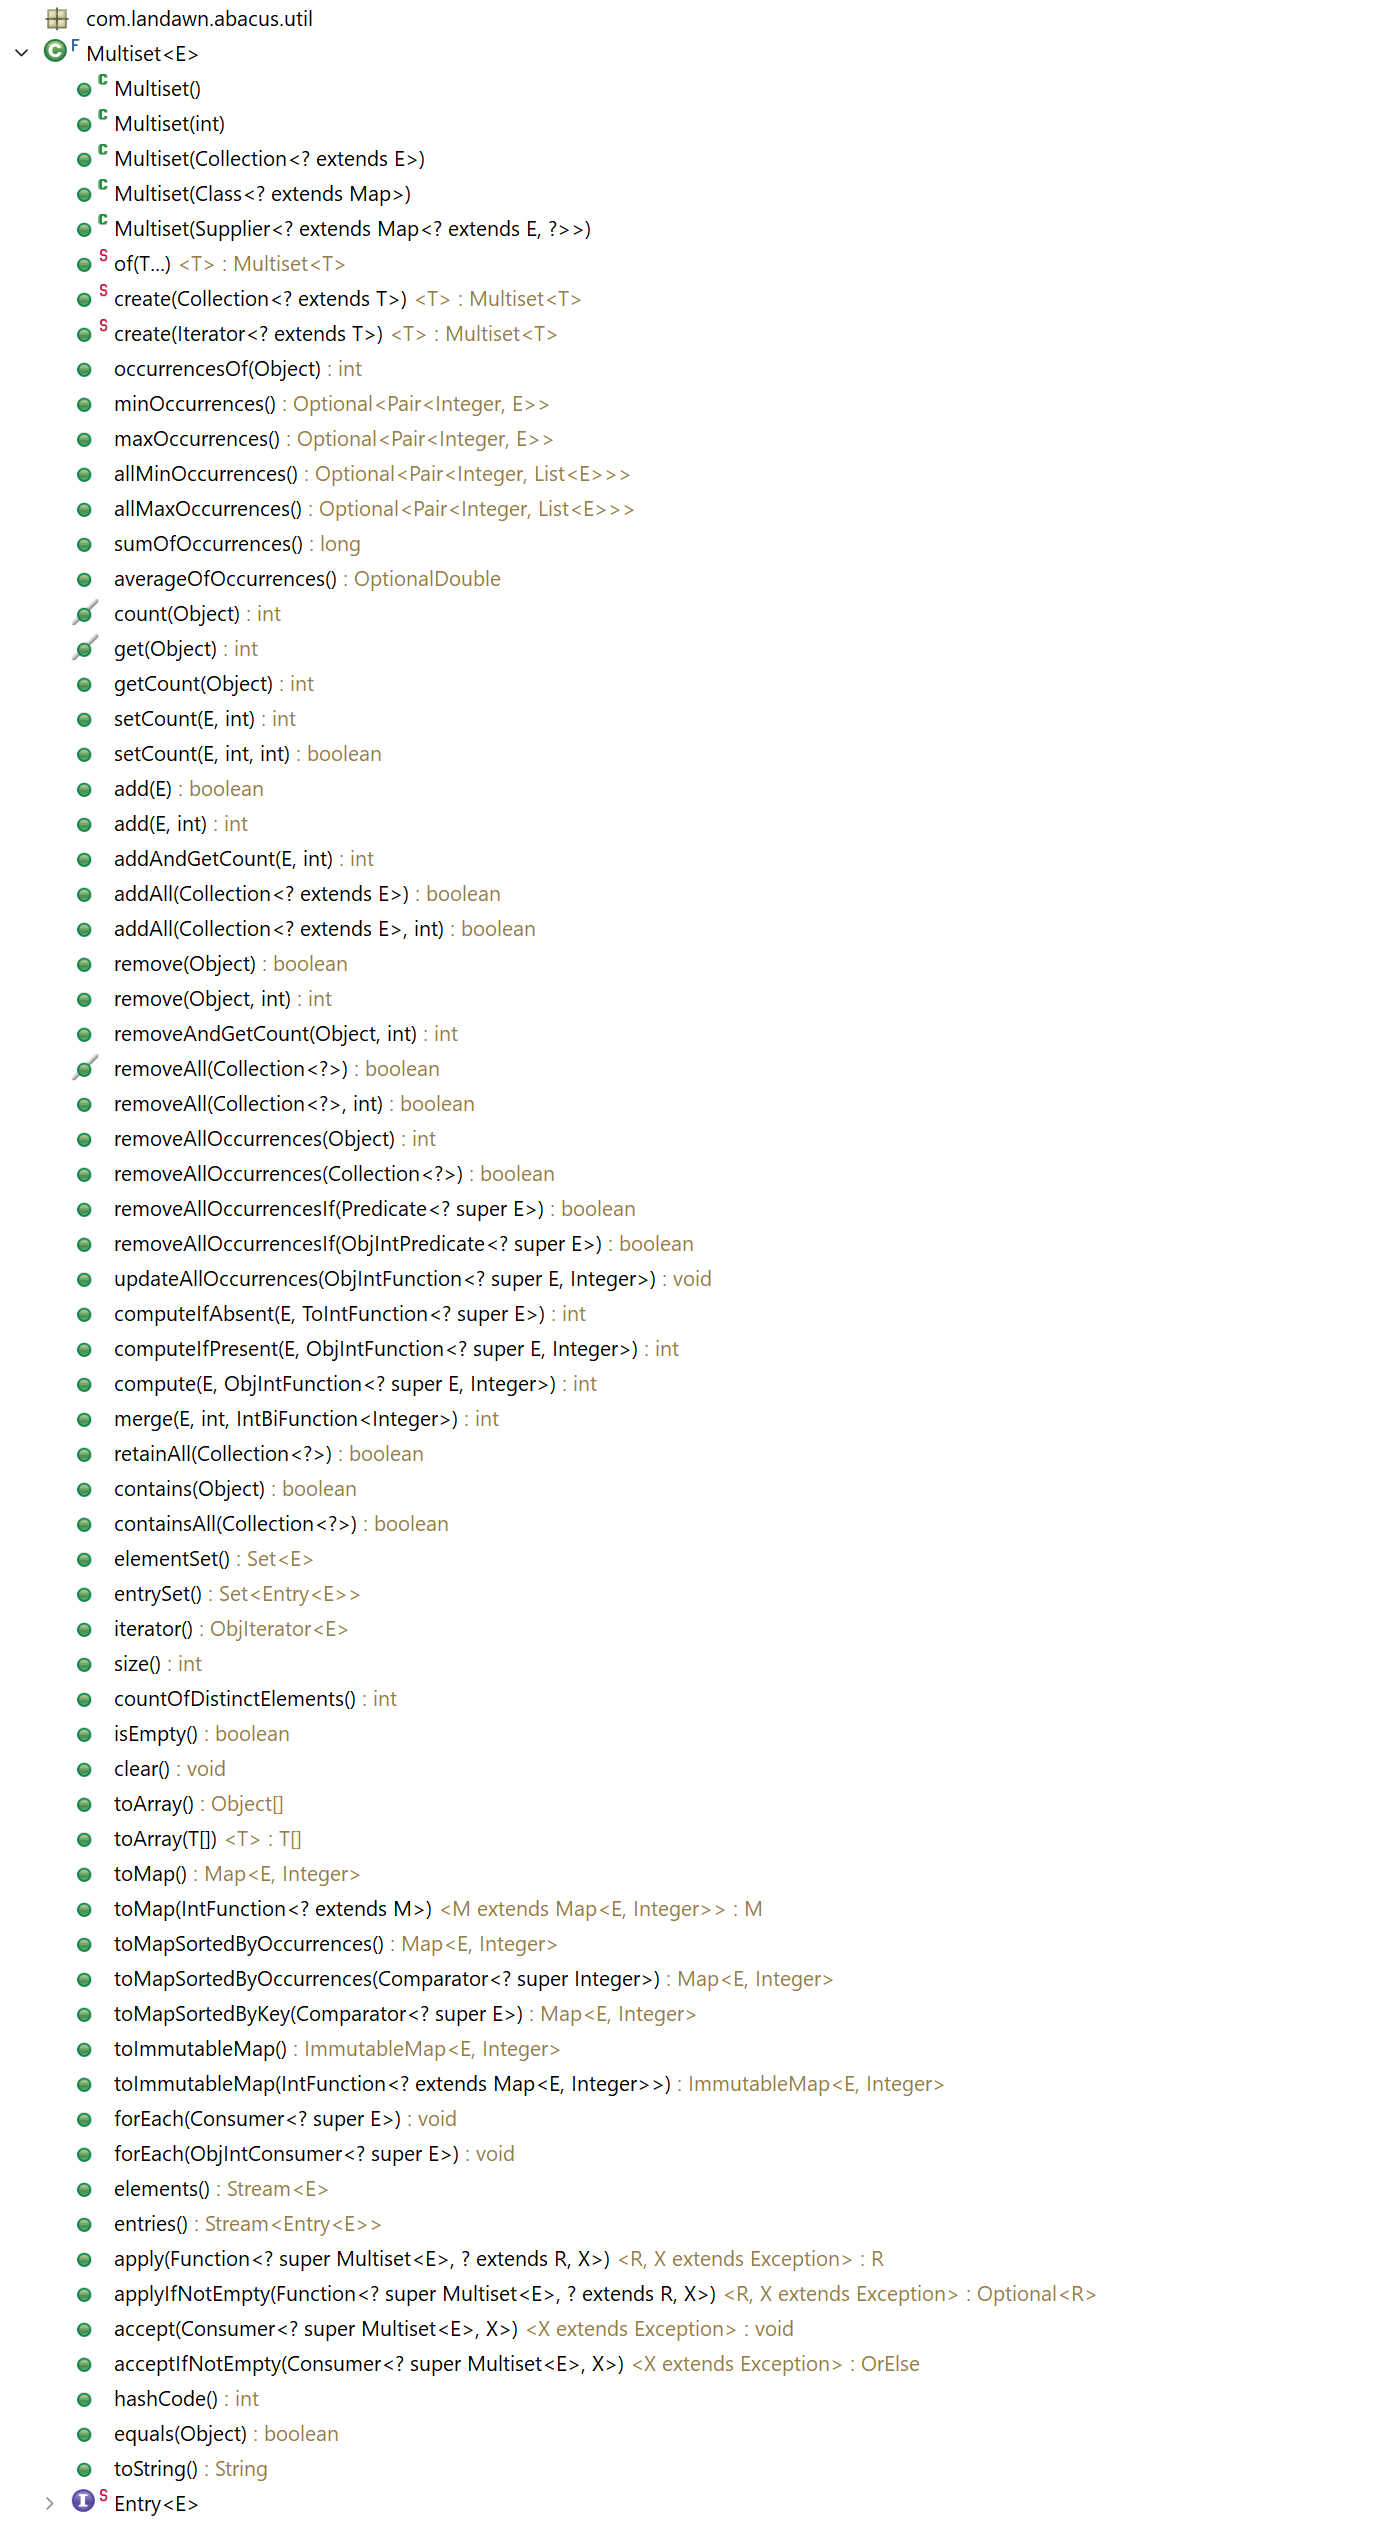 com.landawn.abacus.util
C F Multiset<E>
C Multiset()
C Multiset(int)
C Multiset(Collection<? extends E>)
C Multiset(Class<? extends Map>)
C Multiset(Supplier<? extends Map<? extends E, ?>>)
S of(T...) <T> : Multiset<T>
S create(Collection<? extends T>) <T> : Multiset<T>
S create(Iterator<? extends T>) <T> : Multiset<T>
occurrencesOf(Object) : int
minOccurrences() : Optional<Pair<Integer, E>>
maxOccurrences() : Optional<Pair<Integer, E>>
allMinOccurrences() : Optional<Pair<Integer, List<E>>>
allMaxOccurrences() : Optional<Pair<Integer, List<E>>>
sumOfOccurrences() : long
averageOfOccurrences() : OptionalDouble
count(Object) : int
get(Object) : int
getCount(Object) : int
setCount(E, int) : int
setCount(E, int, int) : boolean
add(E) : boolean
add(E, int) : int
addAndGetCount(E, int) : int
addAll(Collection<? extends E>) : boolean
addAll(Collection<? extends E>, int) : boolean
remove(Object) : boolean
remove(Object, int) : int
removeAndGetCount(Object, int) : int
removeAll(Collection<?>) : boolean
removeAll(Collection<?>, int) : boolean
removeAllOccurrences(Object) : int
removeAllOccurrences(Collection<?>) : boolean
removeAllOccurrencesIf(Predicate<? super E>) : boolean
removeAllOccurrencesIf(ObjIntPredicate<? super E>) : boolean
updateAllOccurrences(ObjIntFunction<? super E, Integer>) : void
computeIfAbsent(E, ToIntFunction<? super E>) : int
computeIfPresent(E, ObjIntFunction<? super E, Integer>) : int
compute(E, ObjIntFunction<? super E, Integer>) : int
merge(E, int, IntBiFunction<Integer>) : int
retainAll(Collection<?>) : boolean
contains(Object) : boolean
containsAll(Collection<?>) : boolean
elementSet() : Set<E>
entrySet() : Set<Entry<E>>
iterator() : ObjIterator<E>
size() : int
countOfDistinctElements() : int
isEmpty() : boolean
clear() : void
toArray() : Object[]
toArray(T[]) <T> : T[]
toMap() : Map<E, Integer>
toMap(IntFunction<? extends M>) <M extends Map<E, Integer>> : M
toMapSortedByOccurrences() : Map<E, Integer>
toMapSortedByOccurrences(Comparator<? super Integer>) : Map<E, Integer>
toMapSortedByKey(Comparator<? super E>) : Map<E, Integer>
toImmutableMap() : ImmutableMap<E, Integer>
toImmutableMap(IntFunction<? extends Map<E, Integer>>) : ImmutableMap<E, Integer>
forEach(Consumer<? super E>) : void
forEach(ObjIntConsumer<? super E>) : void
elements() : Stream<E>
entries() : Stream<Entry<E>>
apply(Function<? super Multiset<E>, ? extends R, X>) <R, X extends Exception> : R
applyIfNotEmpty(Function<? super Multiset<E>, ? extends R, X>) <R, X extends Exception> : Optional<R>
accept(Consumer<? super Multiset<E>, X>) <X extends Exception> : void
acceptIfNotEmpty(Consumer<? super Multiset<E>, X>) <X extends Exception> : OrElse
hashCode() : int
equals(Object) : boolean
toString() : String
I S Entry<E>